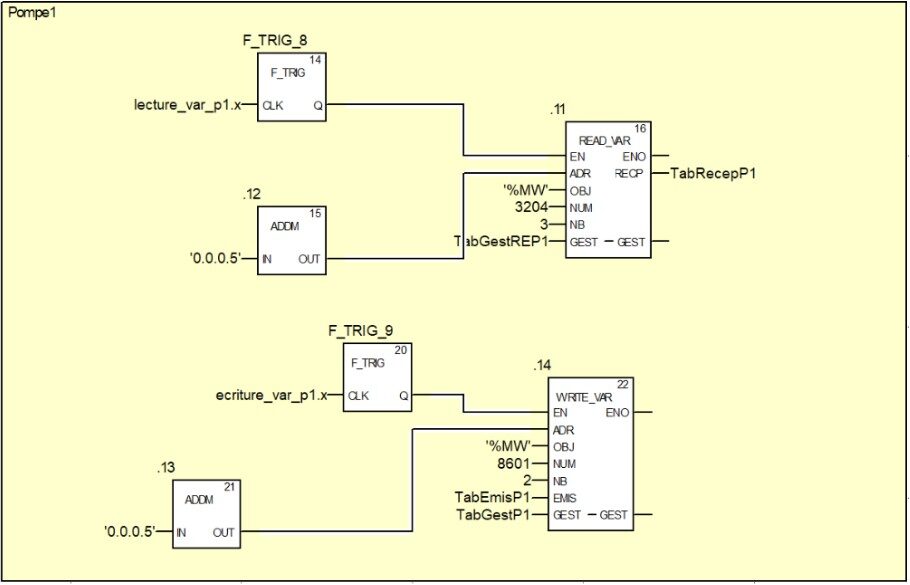 Pompe1
F_TRIG_8
14
F_TRIG
lecture_var_p1.x CLK Q
.11
16
READ_VAR
EN ENO
ADR RECP TabRecepP1
'%MW' OBJ
3204 NUM
3 NB
TabGestREP1 GEST – GEST
.12
15
ADDM
'0.0.0.5' IN OUT
F_TRIG_9
20
F_TRIG
ecriture_var_p1.x CLK Q
.14
22
WRITE_VAR
EN ENO
ADR
'%MW' OBJ
8601 NUM
2 NB
TabEmisP1 EMIS
TabGestP1 GEST – GEST
.13
21
ADDM
'0.0.0.5' IN OUT